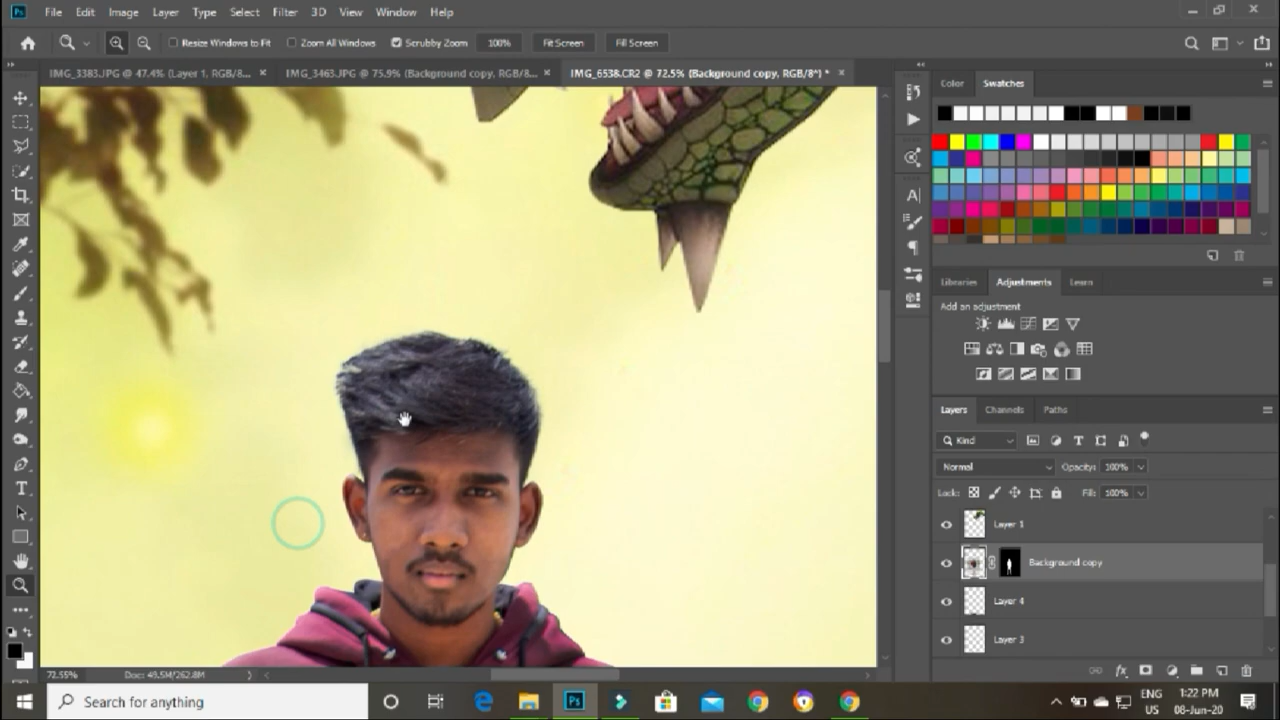 Ps File Edit Image Layer Type Select Filter 3D View Window Help
Resize Windows to Fit Zoom All Windows Scrubby Zoom 100% Fit Screen Fill Screen
IMG_3383.JPG @ 47.4% (Layer 1, RGB/8... × IMG_3463.JPG @ 75.9% (Background copy, RGB/8... × IMG_6538.CR2 @ 72.5% (Background copy, RGB/8*) * ×
Color Swatches
Libraries Adjustments Learn
Add an adjustment
Layers Channels Paths
Kind
Normal Opacity: 100%
Lock: Fill: 100%
Layer 1
Background copy
Layer 4
Layer 3
72.55% Doc: 49.5M/262.8M
Search for anything
ENG
US
1:22 PM
08-Jun-20